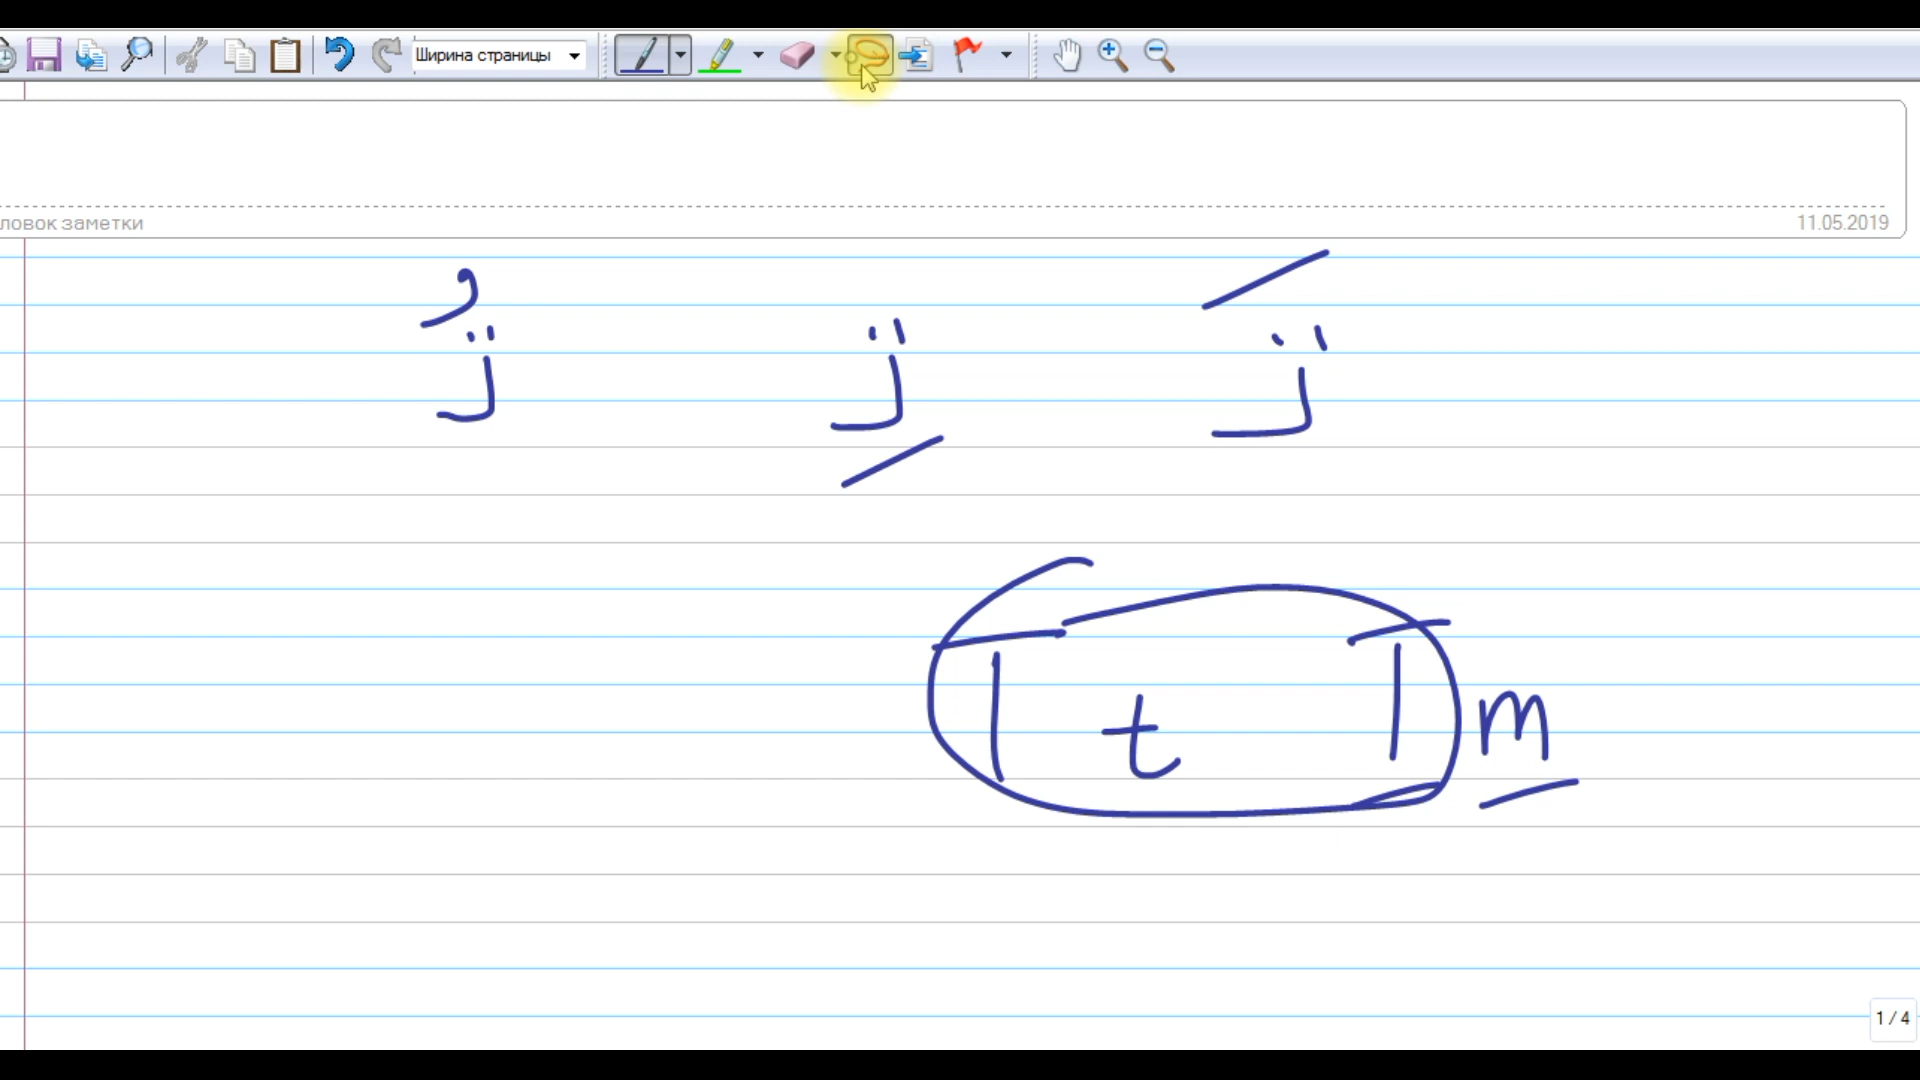 Ширина страницы
ловок заметки 11.05.2019
تَـ تِـ تُـ
t m
1 / 4